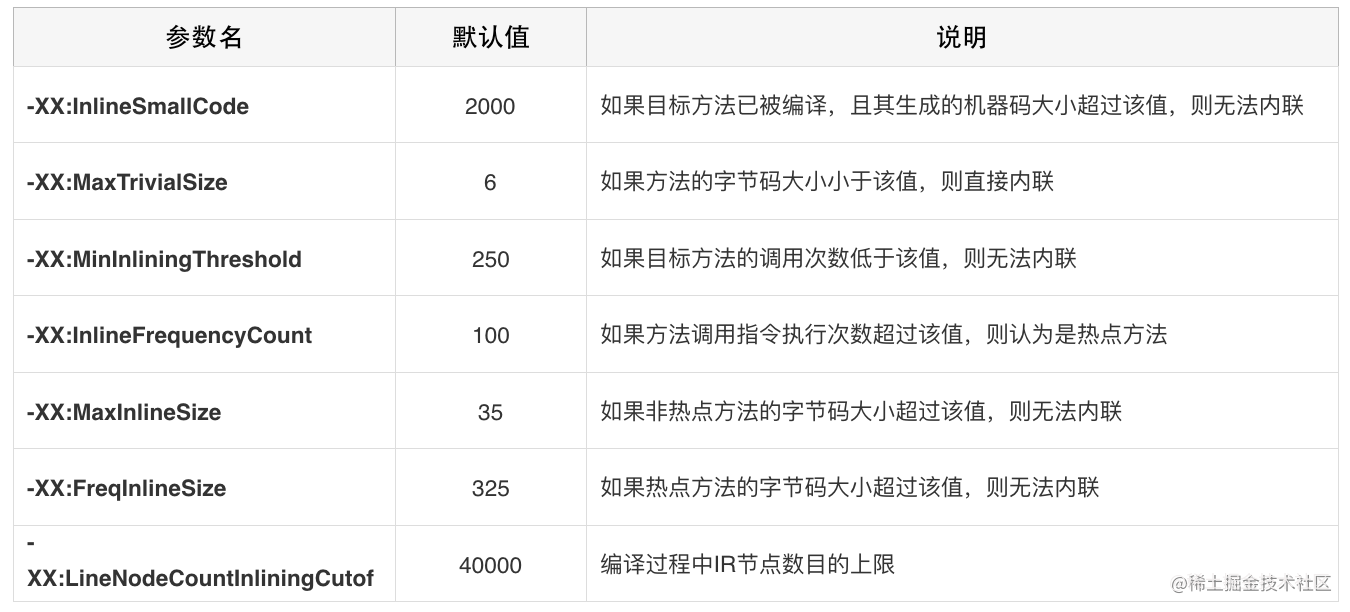 参数名 默认值 说明
-XX:InlineSmallCode 2000 如果目标方法已被编译，且其生成的机器码大小超过该值，则无法内联
-XX:MaxTrivialSize 6 如果方法的字节码大小小于该值，则直接内联
-XX:MinInliningThreshold 250 如果目标方法的调用次数低于该值，则无法内联
-XX:InlineFrequencyCount 100 如果方法调用指令执行次数超过该值，则认为是热点方法
-XX:MaxInlineSize 35 如果非热点方法的字节码大小超过该值，则无法内联
-XX:FreqInlineSize 325 如果热点方法的字节码大小超过该值，则无法内联
-
XX:LineNodeCountInliningCutof 40000 编译过程中IR节点数目的上限
@稀土掘金技术社区